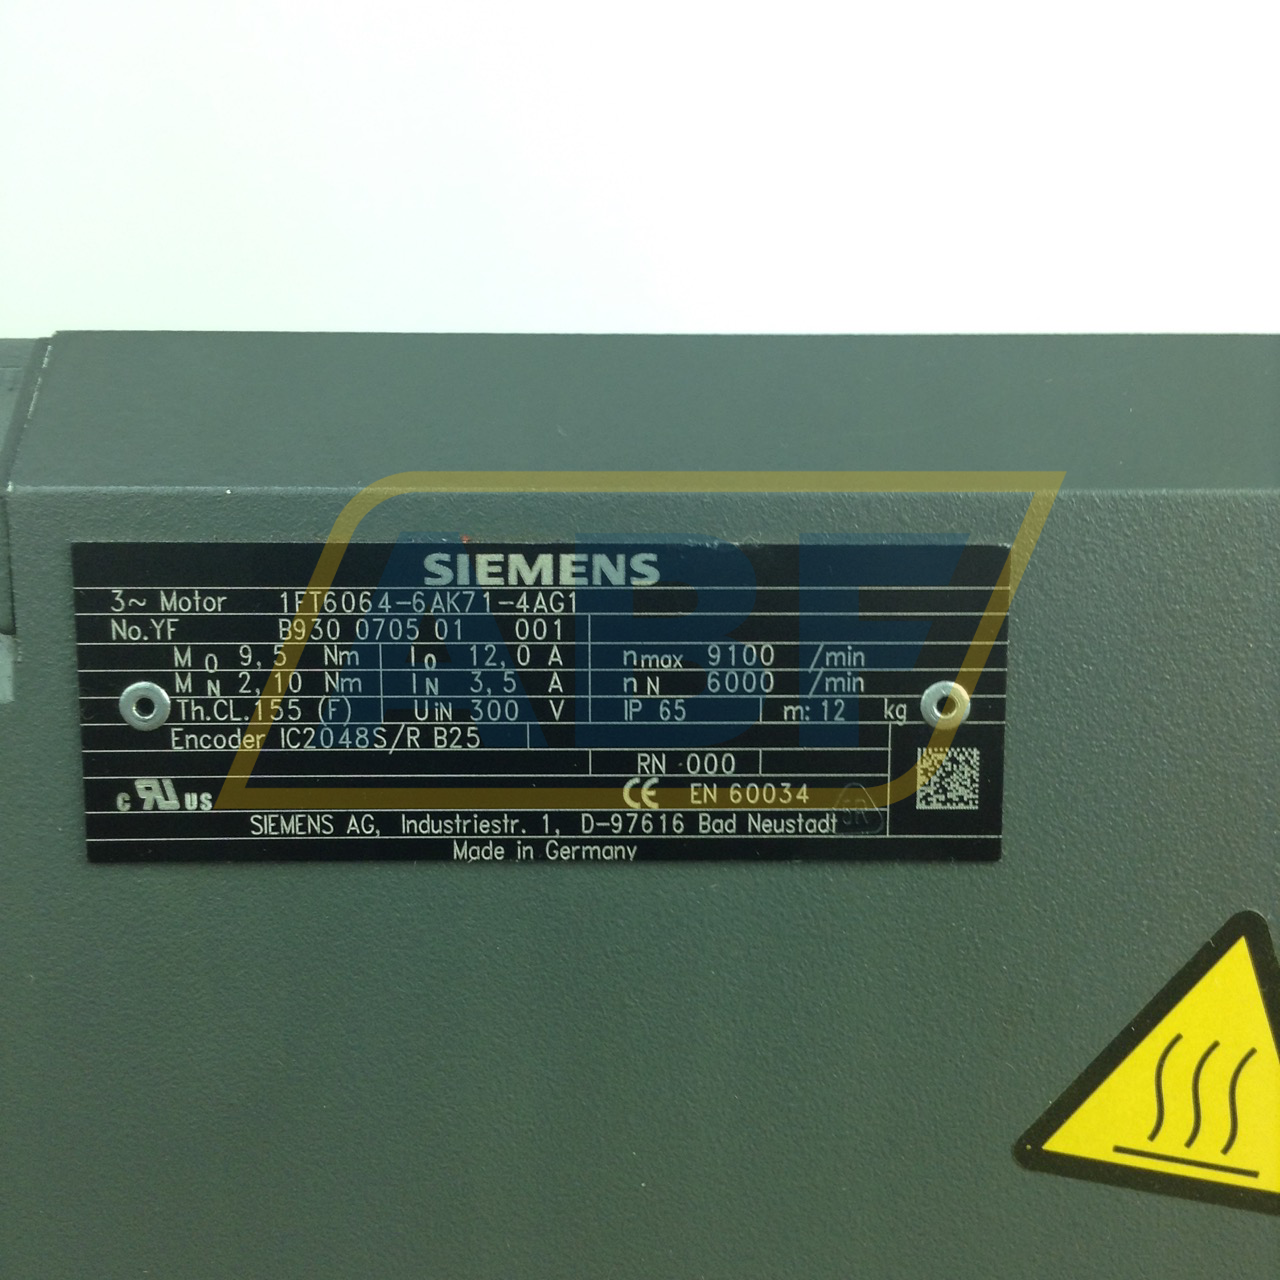 SIEMENS
3~ Motor 1FT6064-6AK71-4AG1
No.YF B930 0705 01 001
M0 9,5 Nm I0 12,0 A nmax 9100 /min
MN 2,10 Nm IN 3,5 A nN 6000 /min
Th.CL.155 (F) UiN 300 V IP 65 m: 12 kg
Encoder IC2048S/R B25
RN 000
c RU US CE EN 60034
SIEMENS AG, Industriestr. 1, D-97616 Bad Neustadt
Made in Germany
ABF